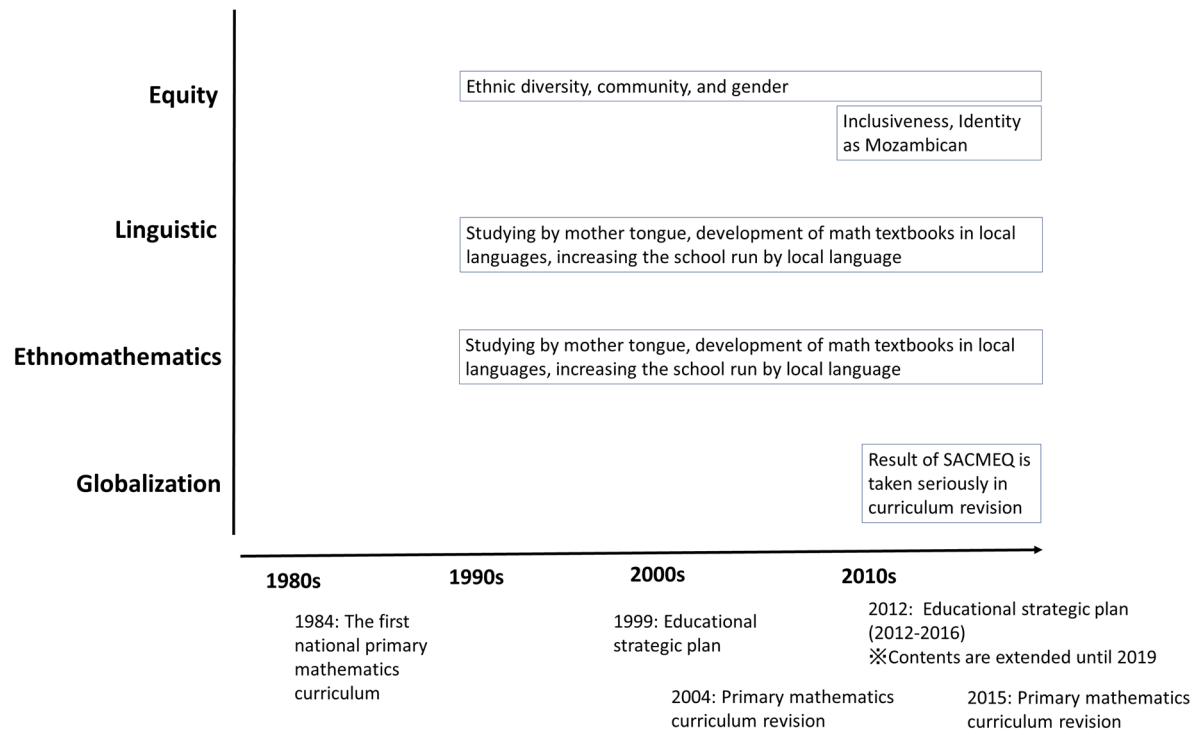 Equity
Ethnic diversity, community, and gender
Inclusiveness, Identity
as Mozambican
Linguistic
Studying by mother tongue, development of math textbooks in local
languages, increasing the school run by local language
Ethnomathematics
Studying by mother tongue, development of math textbooks in local
languages, increasing the school run by local language
Globalization
Result of SACMEQ is
taken seriously in
curriculum revision
1980s
1990s
2000s
2010s
1984: The first
national primary
mathematics
curriculum
1999: Educational
strategic plan
2012:  Educational strategic plan
(2012-2016)
※Contents are extended until 2019
2004: Primary mathematics
curriculum revision
2015: Primary mathematics
curriculum revision